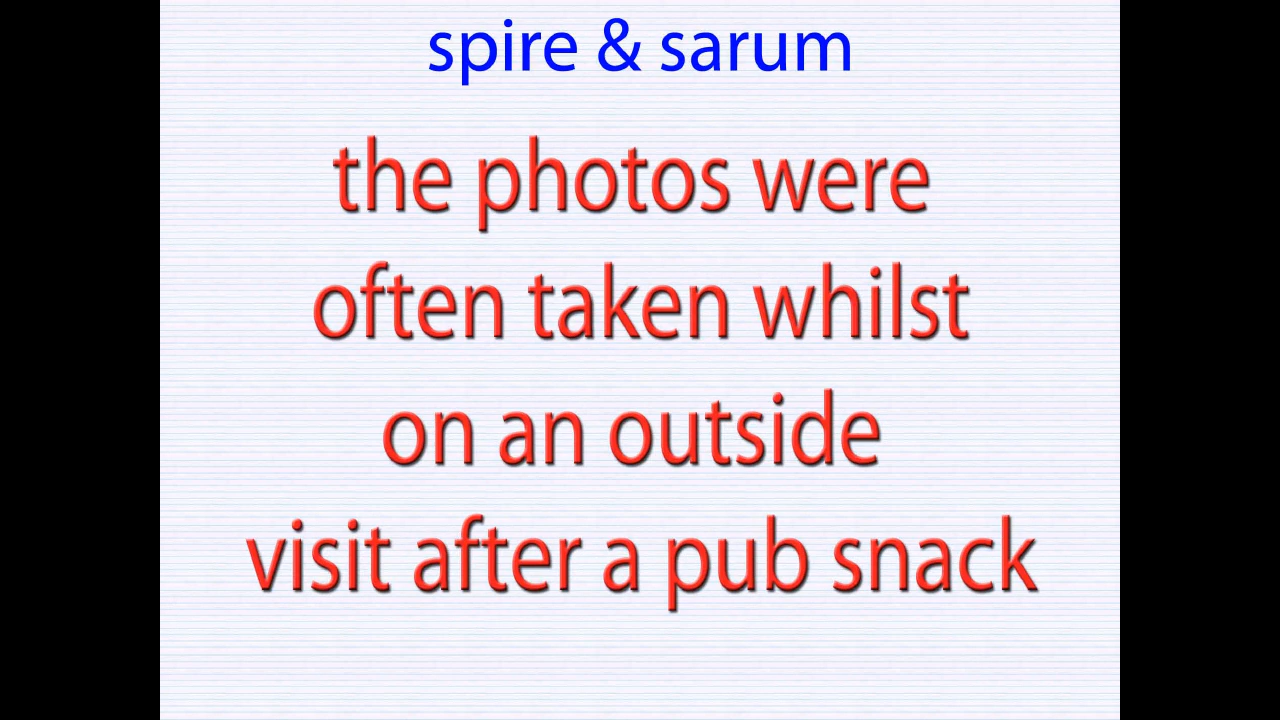 spire & sarum
the photos were
often taken whilst
on an outside
visit after a pub snack